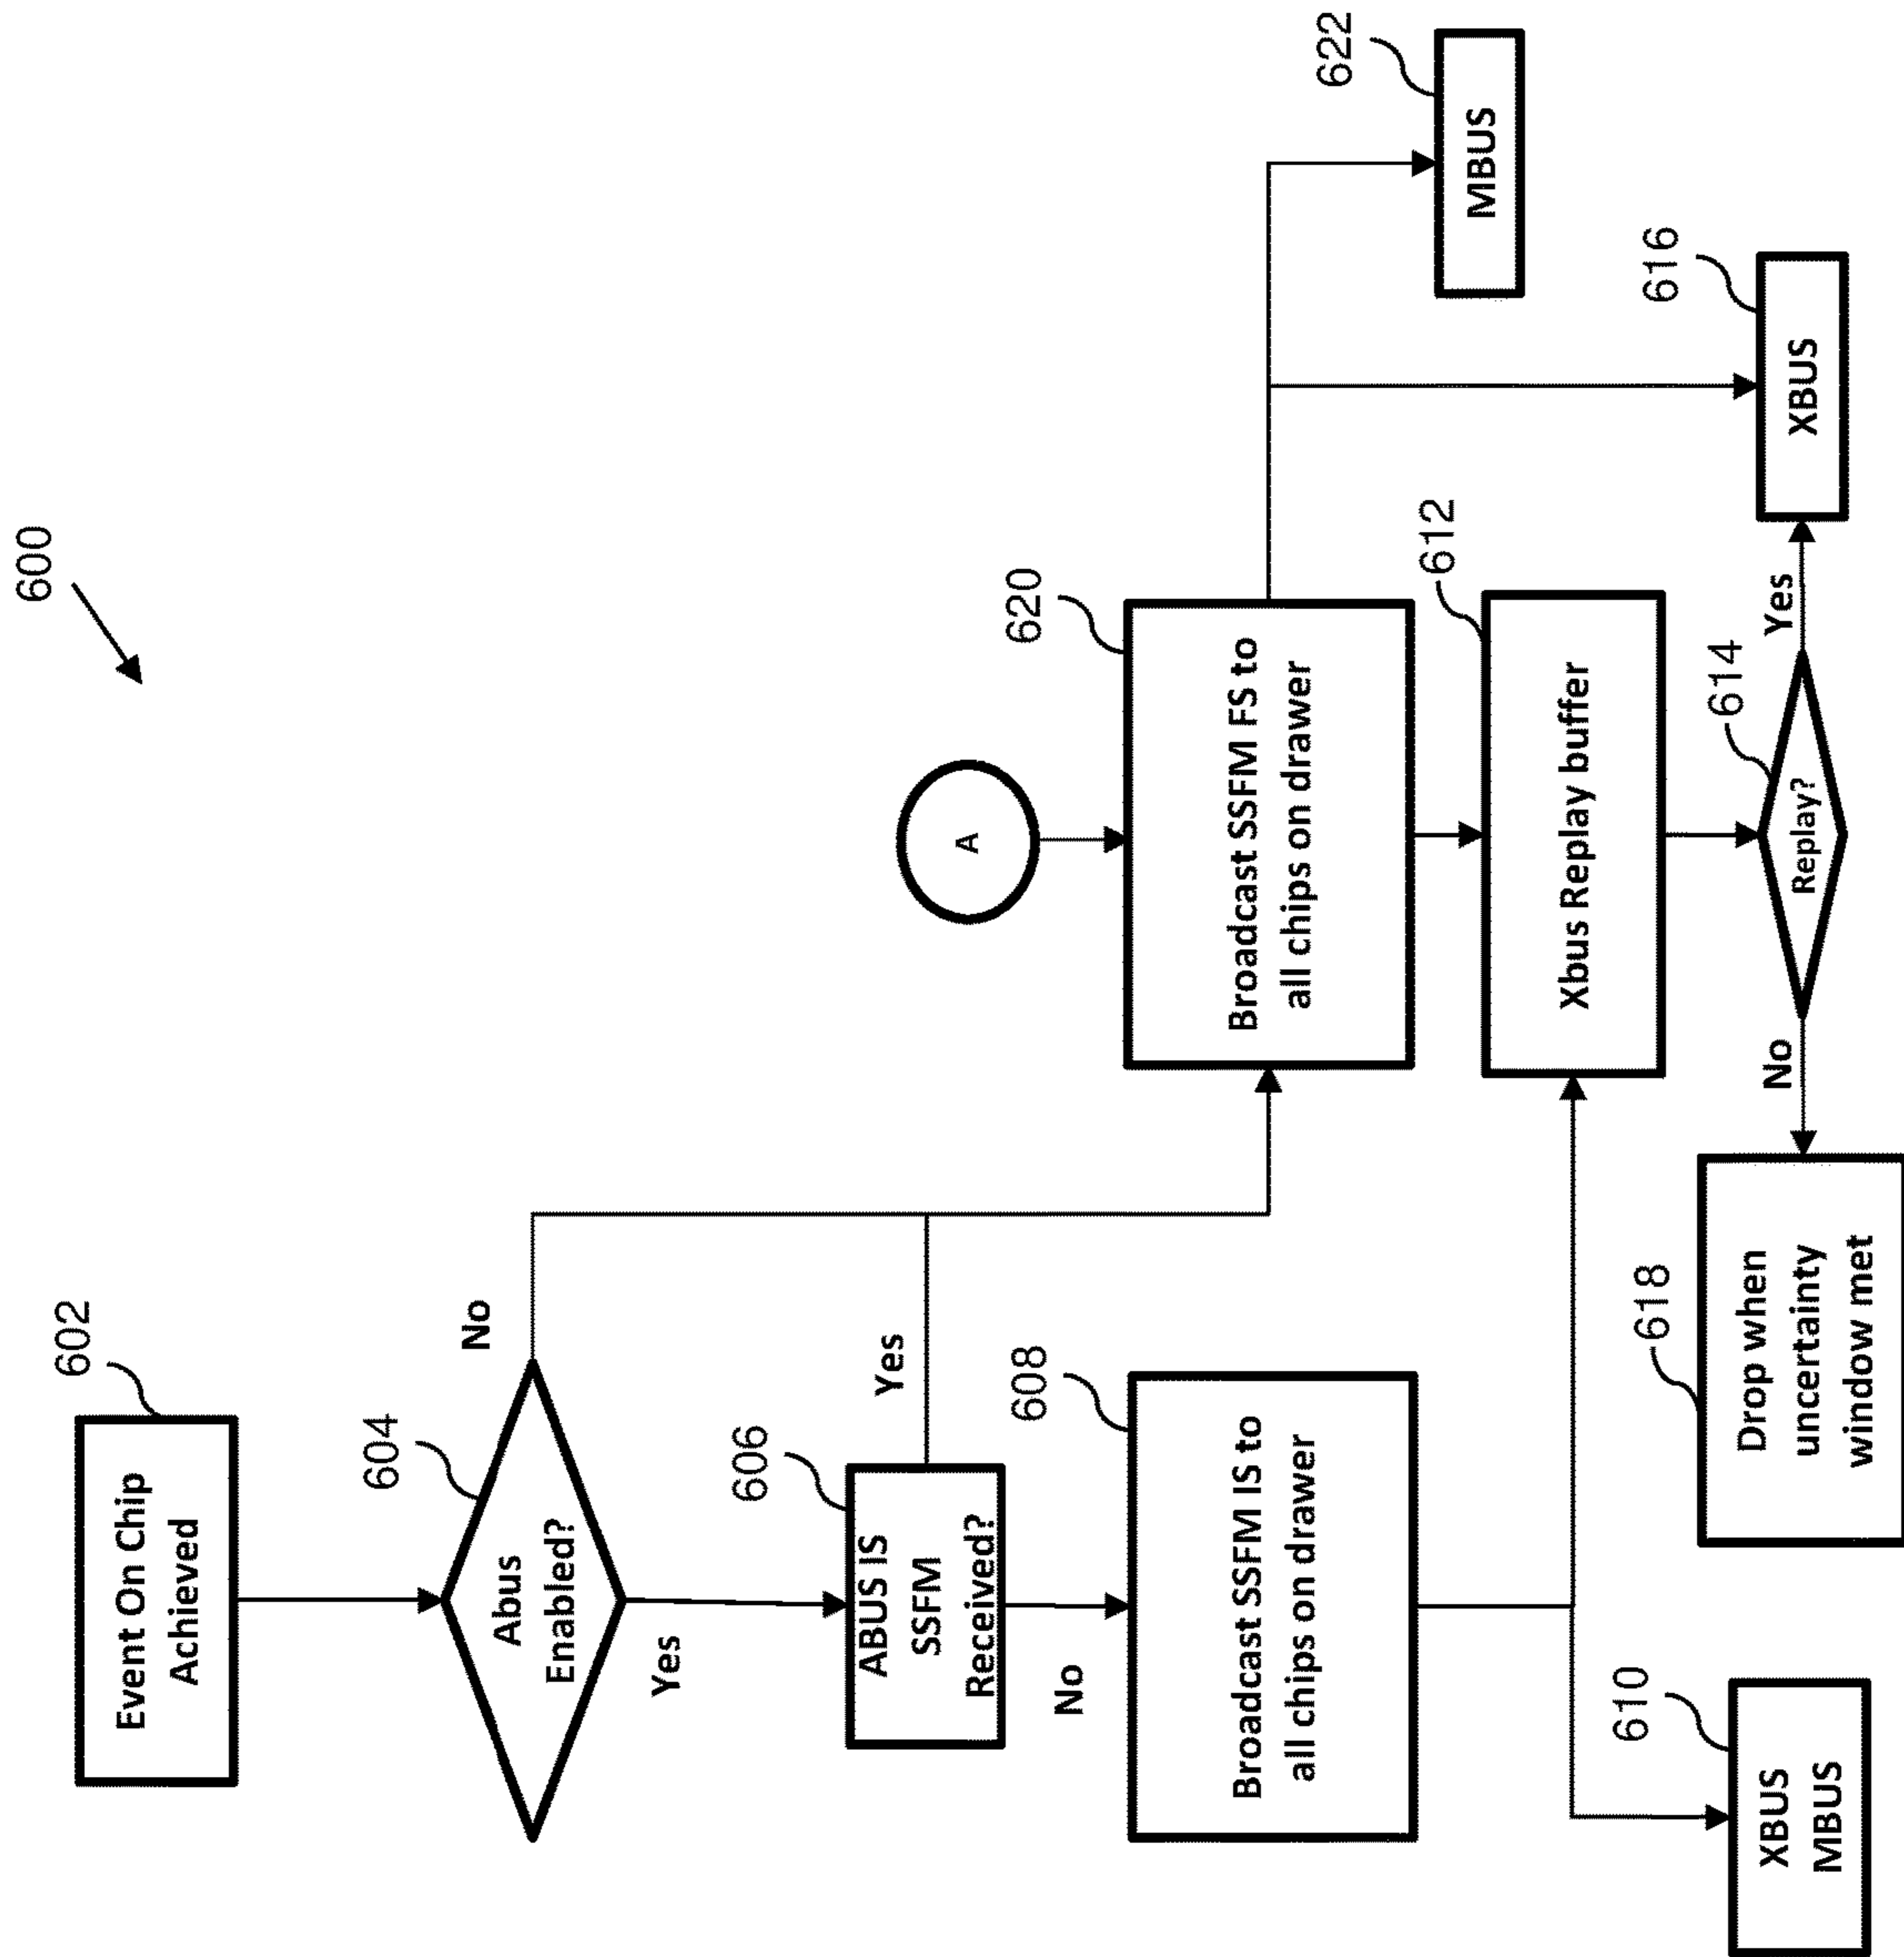 600
602
Event On Chip
Achieved
604
Abus
Enabled?
No
Yes
606
ABUS IS
SSFM
Received?
Yes
No
608
Broadcast SSFM IS to
all chips on drawer
610
XBUS
MBUS
A
620
Broadcast SSFM FS to
all chips on drawer
622
MBUS
612
Xbus Replay buffer
614
Replay?
Yes
616
XBUS
No
618
Drop when
uncertainty
window met